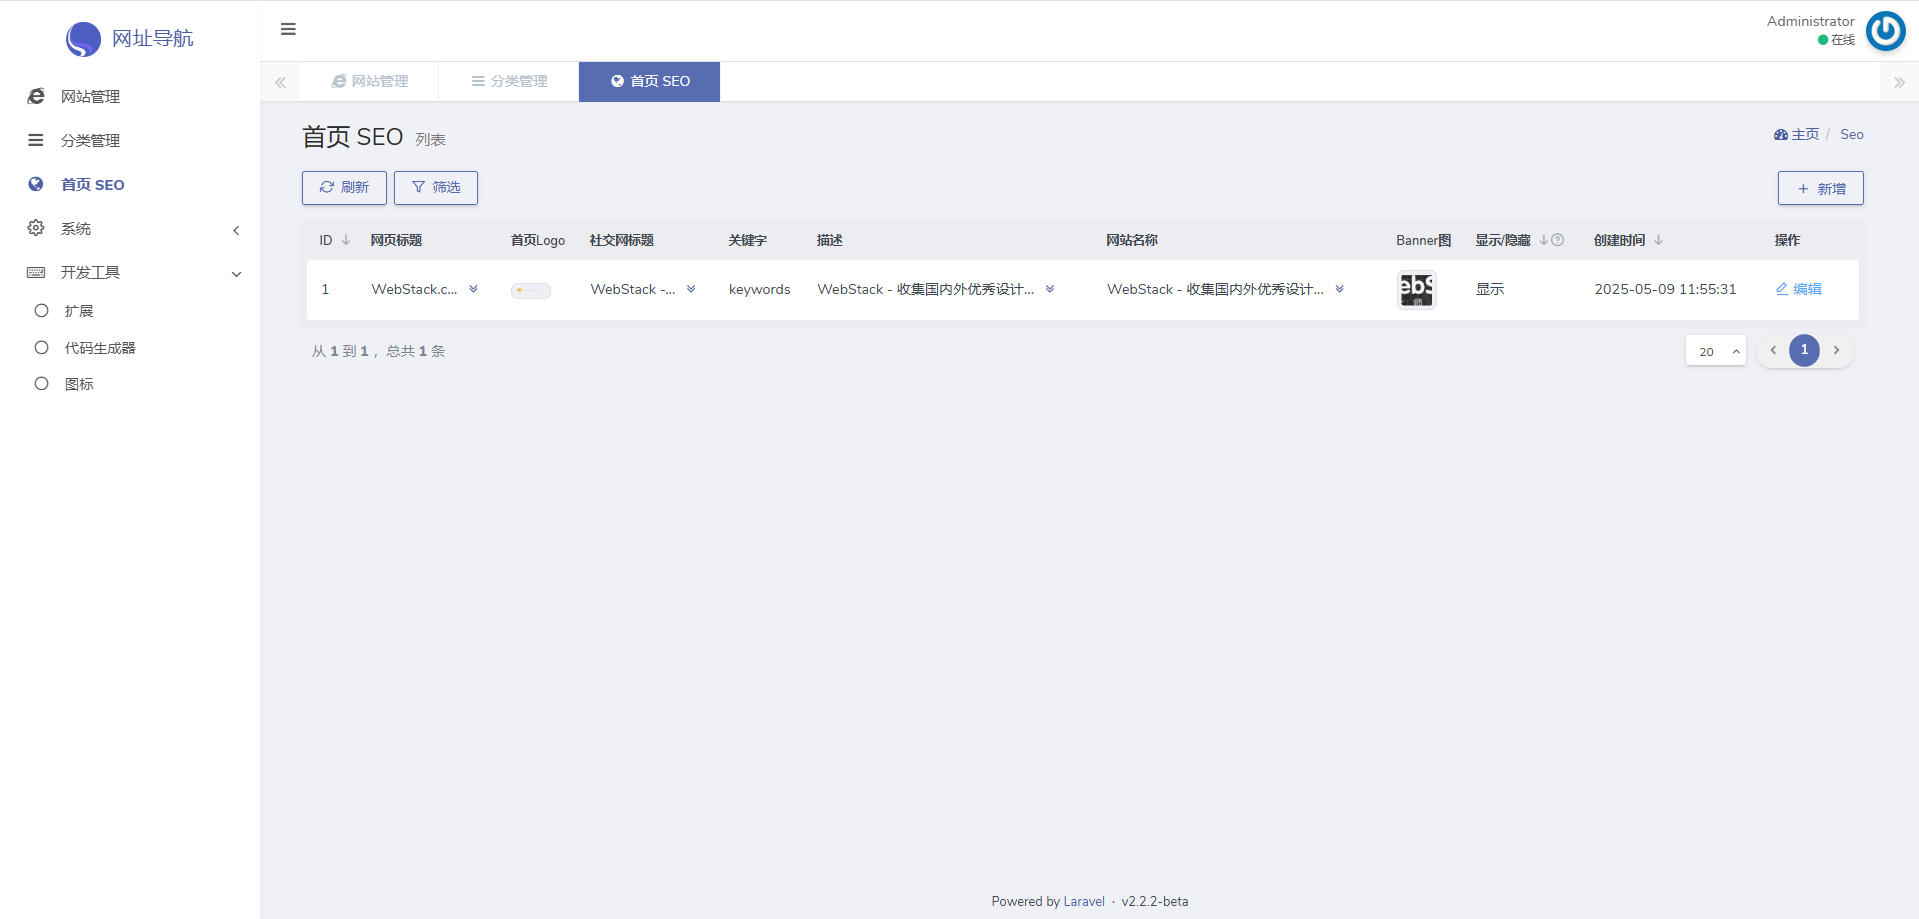 网址导航
网站管理
分类管理
首页 SEO
系统
开发工具
扩展
代码生成器
图标
Administrator
在线
网站管理
分类管理
首页 SEO
首页 SEO 列表
主页 / Seo
刷新
筛选
新增
ID 网页标题 首页Logo 社交网标题 关键字 描述 网站名称 Banner图 显示/隐藏 创建时间 操作
1 WebStack.c... WebStack -... keywords WebStack - 收集国内外优秀设计... WebStack - 收集国内外优秀设计... ebS 显示 2025-05-09 11:55:31 编辑
从 1 到 1 ，总共 1 条
20
1
Powered by Laravel · v2.2.2-beta